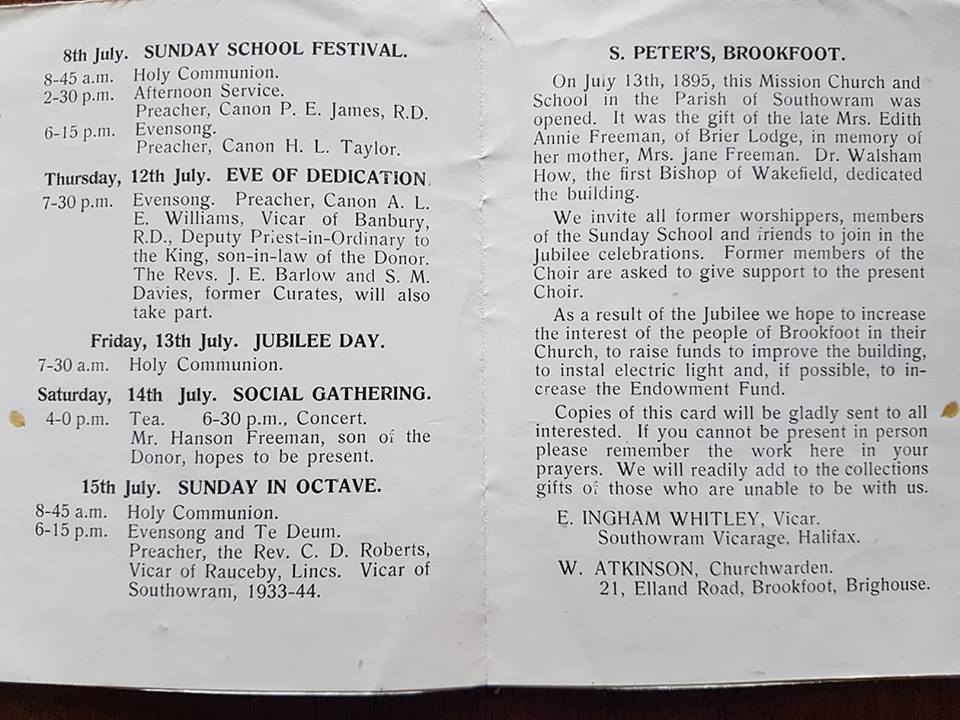 8th July. SUNDAY SCHOOL FESTIVAL.
8-45 a.m. Holy Communion.
2-30 p.m. Afternoon Service.
Preacher, Canon P. E. James, R.D.
6-15 p.m. Evensong.
Preacher, Canon H. L. Taylor.
Thursday, 12th July. EVE OF DEDICATION.
7-30 p.m. Evensong. Preacher, Canon A. L.
E. Williams, Vicar of Banbury,
R.D., Deputy Priest-in-Ordinary to
the King, son-in-law of the Donor.
The Revs. J. E. Barlow and S. M.
Davies, former Curates, will also
take part.
Friday, 13th July. JUBILEE DAY.
7-30 a.m. Holy Communion.
Saturday, 14th July. SOCIAL GATHERING.
4-0 p.m. Tea. 6-30 p.m., Concert.
Mr. Hanson Freeman, son of the
Donor, hopes to be present.
15th July. SUNDAY IN OCTAVE.
8-45 a.m. Holy Communion.
6-15 p.m. Evensong and Te Deum.
Preacher, the Rev. C. D. Roberts,
Vicar of Rauceby, Lincs. Vicar of
Southowram, 1933-44.
S. PETER'S, BROOKFOOT.
On July 13th, 1895, this Mission Church and
School in the Parish of Southowram was
opened. It was the gift of the late Mrs. Edith
Annie Freeman, of Brier Lodge, in memory of
her mother, Mrs. Jane Freeman. Dr. Walsham
How, the first Bishop of Wakefield, dedicated
the building.
We invite all former worshippers, members
of the Sunday School and friends to join in the
Jubilee celebrations. Former members of the
Choir are asked to give support to the present
Choir.
As a result of the Jubilee we hope to increase
the interest of the people of Brookfoot in their
Church, to raise funds to improve the building,
to instal electric light and, if possible, to in-
crease the Endowment Fund.
Copies of this card will be gladly sent to all
interested. If you cannot be present in person
please remember the work here in your
prayers. We will readily add to the collections
gifts of those who are unable to be with us.
E. INGHAM WHITLEY, Vicar.
Southowram Vicarage, Halifax.
W. ATKINSON, Churchwarden.
21, Elland Road, Brookfoot, Brighouse.